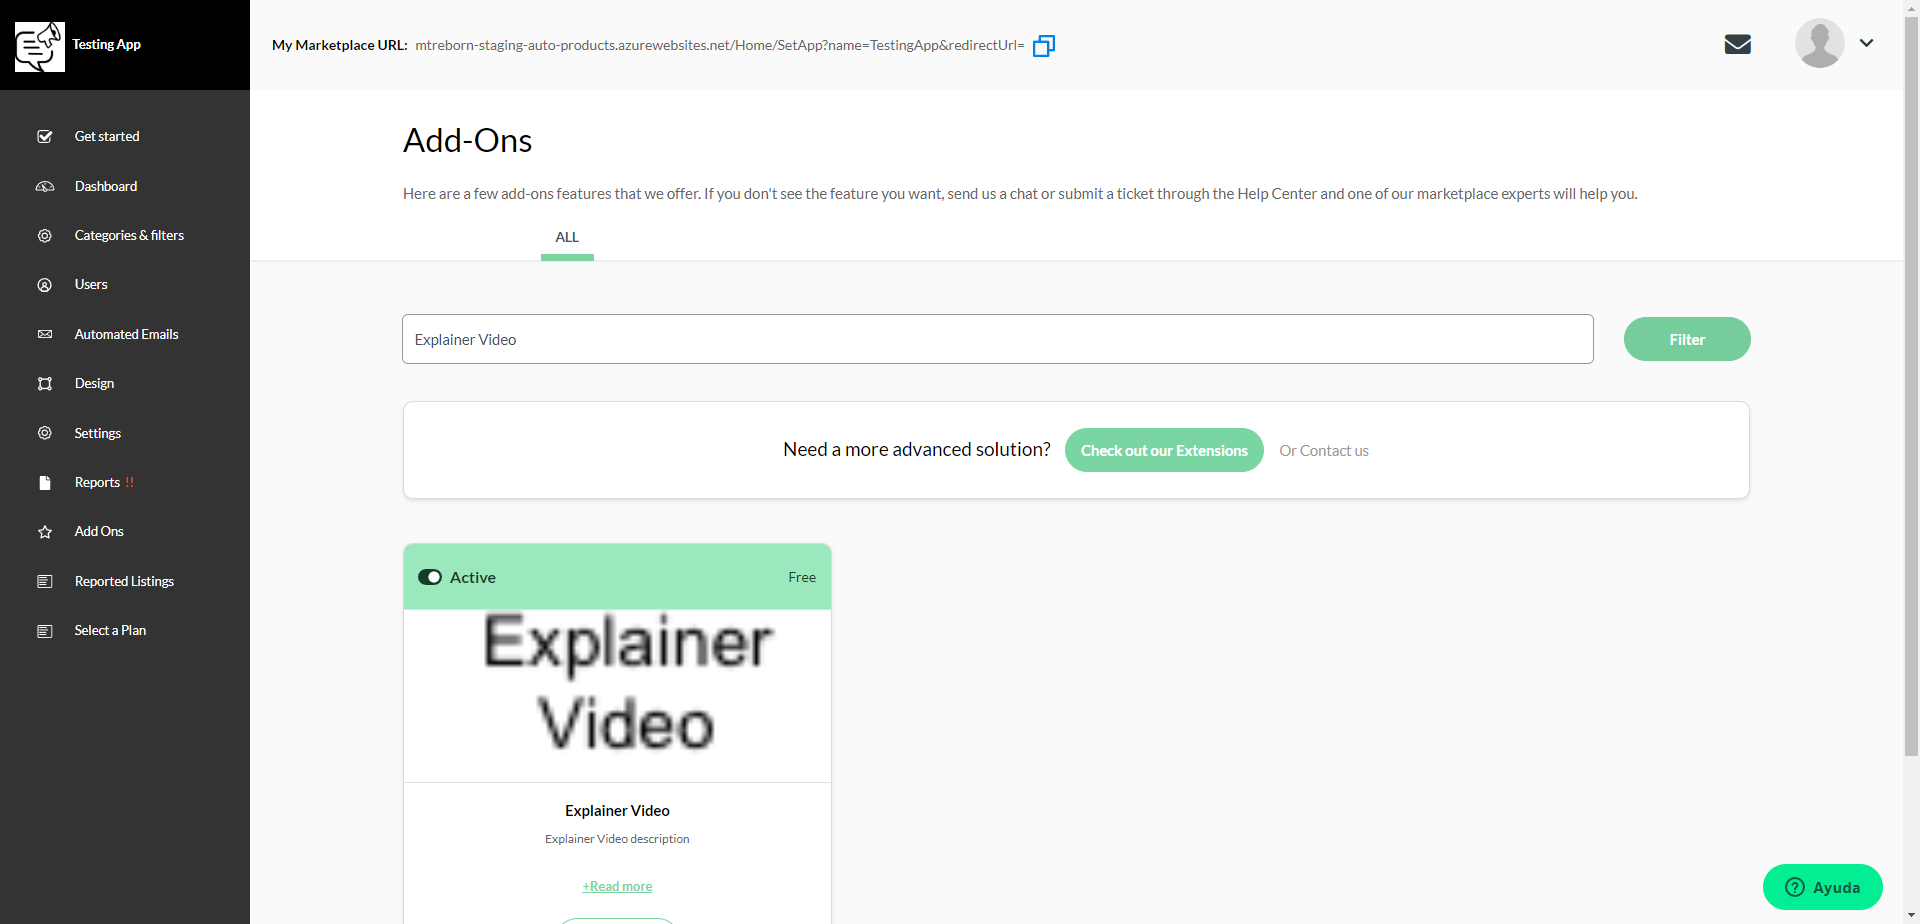 Testing App
My Marketplace URL: mtreborn-staging-auto-products.azurewebsites.net/Home/SetApp?name=TestingApp&redirectUrl=
Get started
Dashboard
Categories & filters
Users
Automated Emails
Design
Settings
Reports !!
Add Ons
Reported Listings
Select a Plan
Add-Ons
Here are a few add-ons features that we offer. If you don't see the feature you want, send us a chat or submit a ticket through the Help Center and one of our marketplace experts will help you.
ALL
Explainer Video
Filter
Need a more advanced solution? Check out our Extensions Or Contact us
Active Free
Explainer
Video
Explainer Video
Explainer Video description
+Read more
Ayuda